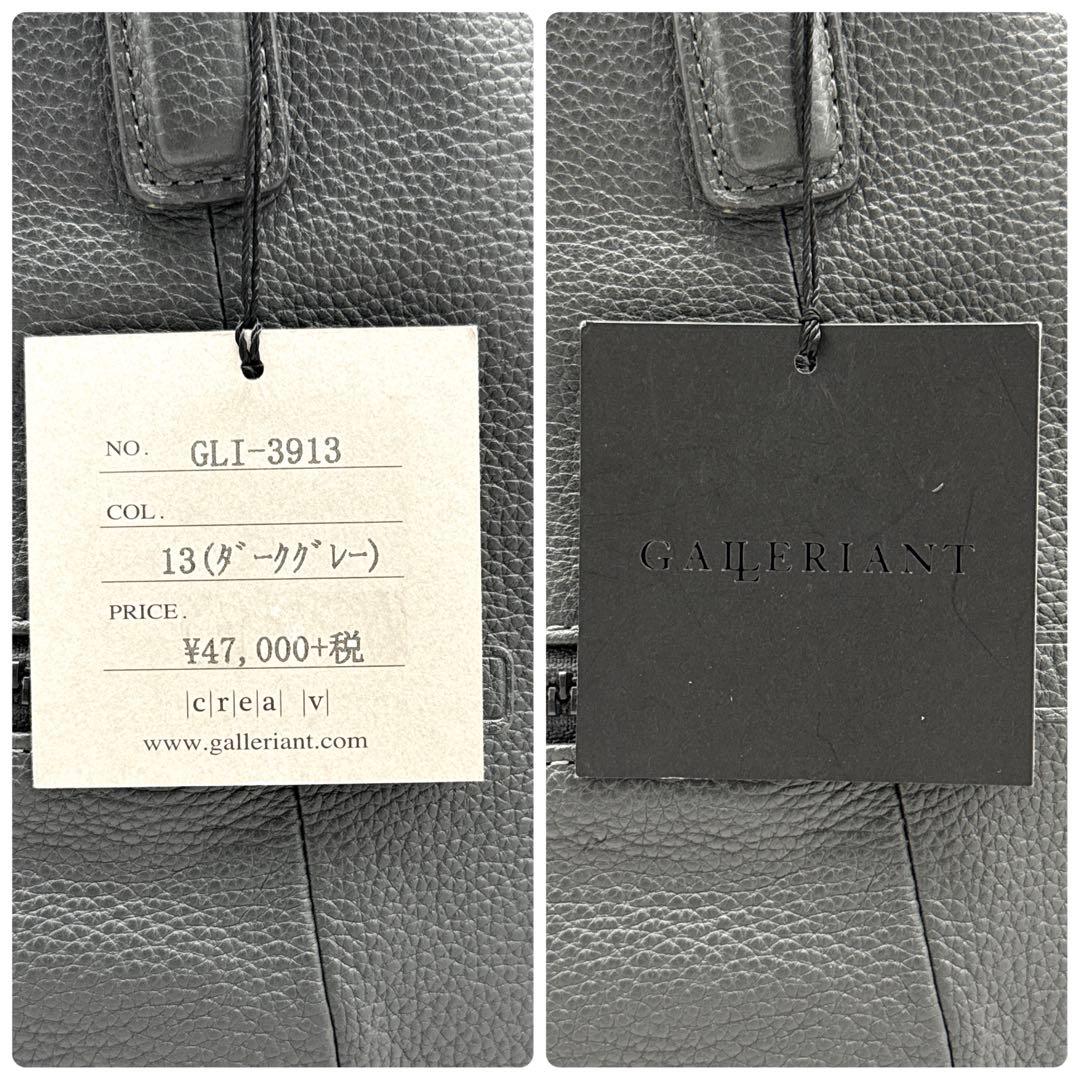 NO. GLI-3913
COL.
13(ﾀﾞｰｸｸﾞﾚｰ)
PRICE.
¥47,000+税
|c|r|e|a| |v|
www.galleriant.com
GALLERIANT